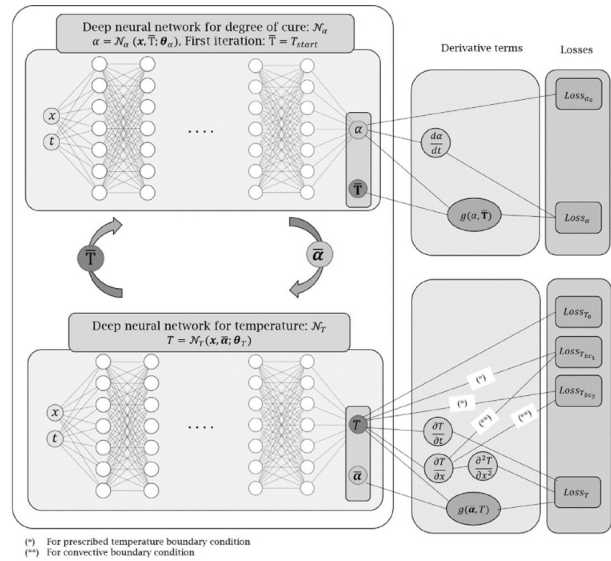 Deep neural network for degree of cure: 𝒩_α
α = 𝒩_α (x, T̅; θ_α), First iteration: T̅ = T_start
Derivative terms
Losses
x
t
....
α
T̅
dα/dt
g(α, T̅)
Loss_α₀
Loss_α
T̅
α̅
Deep neural network for temperature: 𝒩_T
T = 𝒩_T(x, α̅; θ_T)
x
t
....
T
α̅
(*)
(*)
(**)
(**)
∂T/∂t
∂T/∂x
∂²T/∂x²
g(α, T)
Loss_T₀
Loss_T_bc₁
Loss_T_bc₂
Loss_T
(*) For prescribed temperature boundary condition
(**) For convective boundary condition